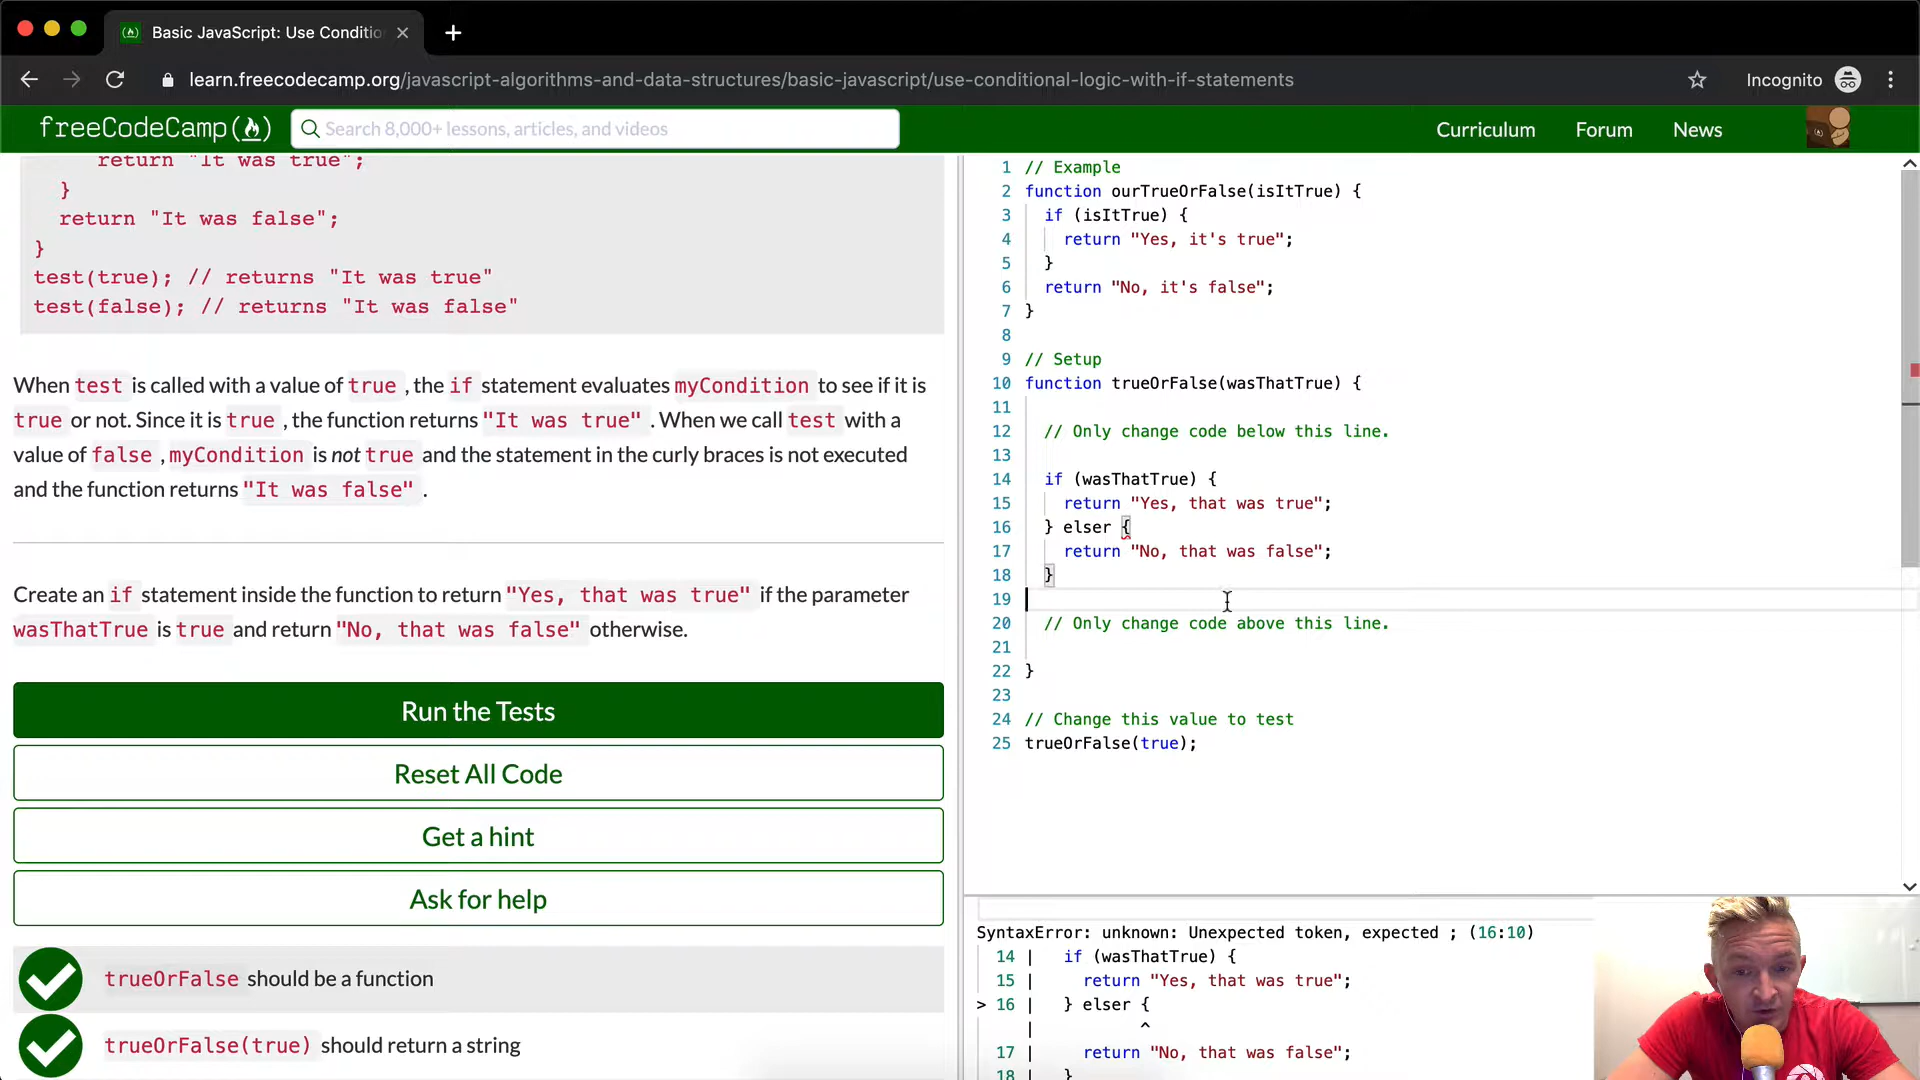 Basic JavaScript: Use Conditio
learn.freecodecamp.org/javascript-algorithms-and-data-structures/basic-javascript/use-conditional-logic-with-if-statements
Incognito
freeCodeCamp
Search 8,000+ lessons, articles, and videos
Curriculum
Forum
News
return "It was true";
}
return "It was false";
}
test(true); // returns "It was true"
test(false); // returns "It was false"
When test is called with a value of true , the if statement evaluates myCondition to see if it is
true or not. Since it is true , the function returns "It was true" . When we call test with a
value of false , myCondition is not true and the statement in the curly braces is not executed
and the function returns "It was false" .
Create an if statement inside the function to return "Yes, that was true" if the parameter
wasThatTrue is true and return "No, that was false" otherwise.
Run the Tests
Reset All Code
Get a hint
Ask for help
trueOrFalse should be a function
trueOrFalse(true) should return a string
1 // Example
2 function ourTrueOrFalse(isItTrue) {
3 if (isItTrue) {
4 return "Yes, it's true";
5 }
6 return "No, it's false";
7 }
8
9 // Setup
10 function trueOrFalse(wasThatTrue) {
11
12 // Only change code below this line.
13
14 if (wasThatTrue) {
15 return "Yes, that was true";
16 } elser {
17 return "No, that was false";
18 }
19
20 // Only change code above this line.
21
22 }
23
24 // Change this value to test
25 trueOrFalse(true);
SyntaxError: unknown: Unexpected token, expected ; (16:10)
14 | if (wasThatTrue) {
15 | return "Yes, that was true";
> 16 | } elser {
| ^
17 | return "No, that was false";
18 | }